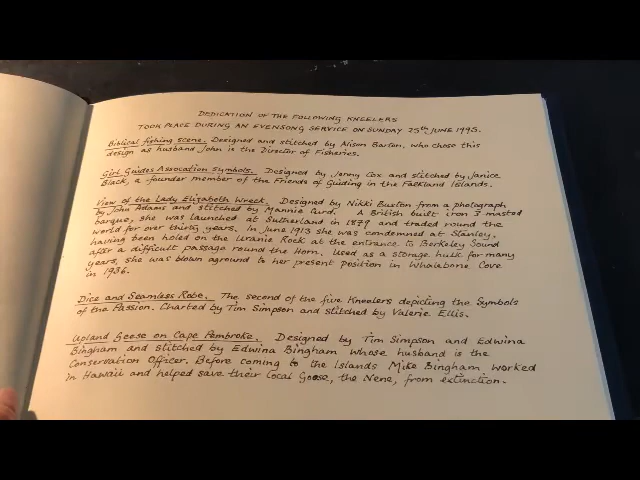 DEDICATION OF THE FOLLOWING KNEELERS
TOOK PLACE DURING AN EVENSONG SERVICE ON SUNDAY 25th JUNE 1995.
Biblical fishing scene. Designed and stitched by Alison Barton, who chose this
design as husband John is the Director of Fisheries.
Girl Guides Association Symbols. Designed by Jenny Cox and stitched by Janice
Black, a founder member of the Friends of Guiding in the Falkland Islands.
View of the Lady Elizabeth Wreck. Designed by Nikki Buxton from a photograph
by John Adams and stitched by Mannie Curd. A British built iron 3 masted
barque, she was launched at Sutherland in 1879 and traded round the
world for over thirty years. In June 1913 she was condemned at Stanley,
having been holed on the Uranie Rock at the entrance to Berkeley Sound
after a difficult passage round the Horn. Used as a storage hulk for many
years, she was blown aground to her present position in Whalebone Cove
in 1936.
Dice and Seamless Robe. The second of the five Kneelers depicting the Symbols
of the Passion. Charted by Tim Simpson and stitched by Valerie Ellis.
Upland Geese on Cape Pembroke. Designed by Tim Simpson and Edwina
Bingham and stitched by Edwina Bingham whose husband is the
Conservation Officer. Before coming to the Islands Mike Bingham worked
in Hawaii and helped save their local Goose, the Nene, from extinction.